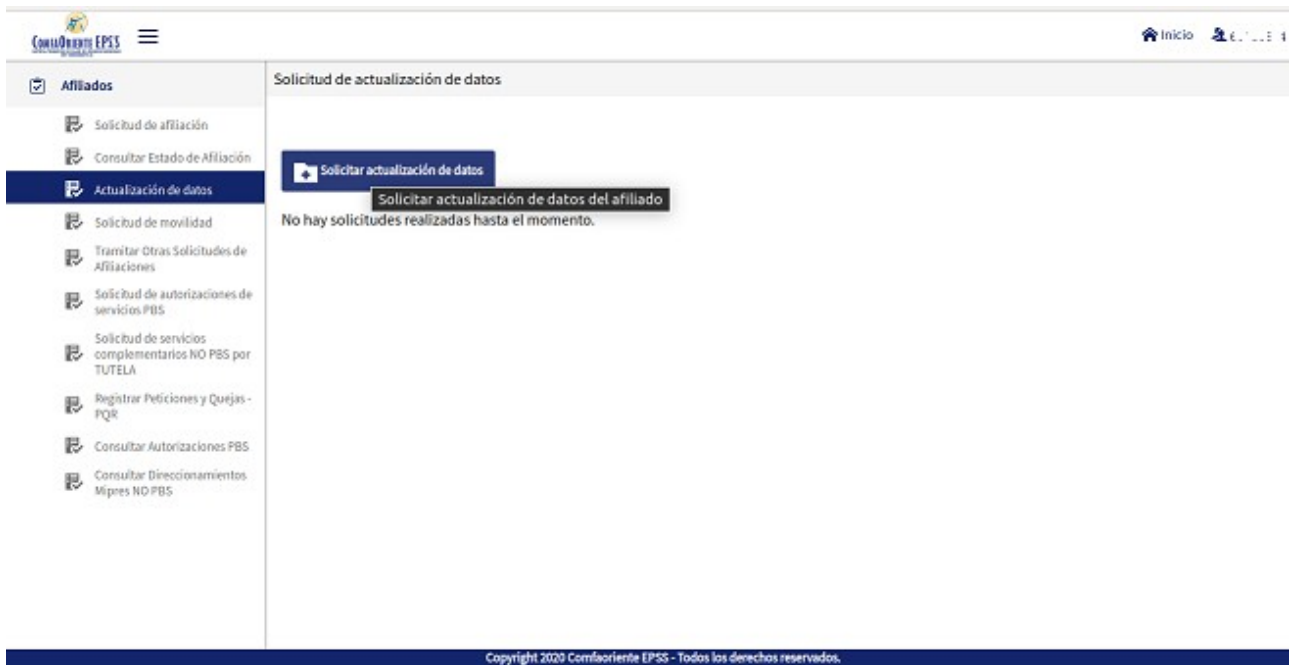 COMFAORIENTE EPSS
Inicio
Afiliados
Solicitud de actualización de datos
Solicitud de afiliación
Consultar Estado de Afiliación
Actualización de datos
Solicitud de movilidad
Tramitar Otras Solicitudes de
Afiliaciones
Solicitud de autorizaciones de
servicios PBS
Solicitud de servicios
complementarios NO PBS por
TUTELA
Registrar Peticiones y Quejas -
PQR
Consultar Autorizaciones PBS
Consultar Direccionamientos
Mipres NO PBS
Solicitar actualización de datos
Solicitar actualización de datos del afiliado
No hay solicitudes realizadas hasta el momento.
Copyright 2020 Comfaoriente EPSS - Todos los derechos reservados.